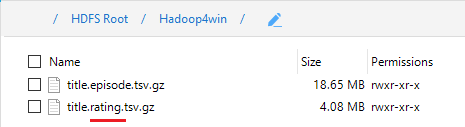 / HDFS Root / Hadoop4win /
Name Size Permissions
title.episode.tsv.gz 18.65 MB rwxr-xr-x
title.rating.tsv.gz 4.08 MB rwxr-xr-x